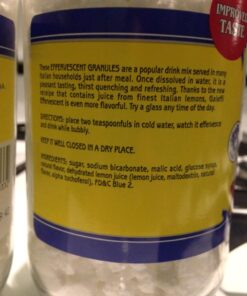 IMPROVED
TASTE
These EFFERVESCENT GRANULES are a popular drink mix served in many
Italian households just after meal. Once dissolved in water, it is a
pleasant tasting, thirst quenching and refreshing. Thanks to the new
recipe that contains juice from finest Italian lemons, Galeffi
Effervescent is even more flavorful. Try a glass any time of the day.
DIRECTIONS: place two teaspoonfuls in cold water, watch it effervesce
and drink while bubbly.
KEEP IT WELL CLOSED IN A DRY PLACE.
INGREDIENTS: sugar, sodium bicarbonate, malic acid, glucose syrup,
natural flavor, dehydrated lemon juice (lemon juice, maltodextrin, natural
flavor, alpha tocoferol), FD&C Blue 2.